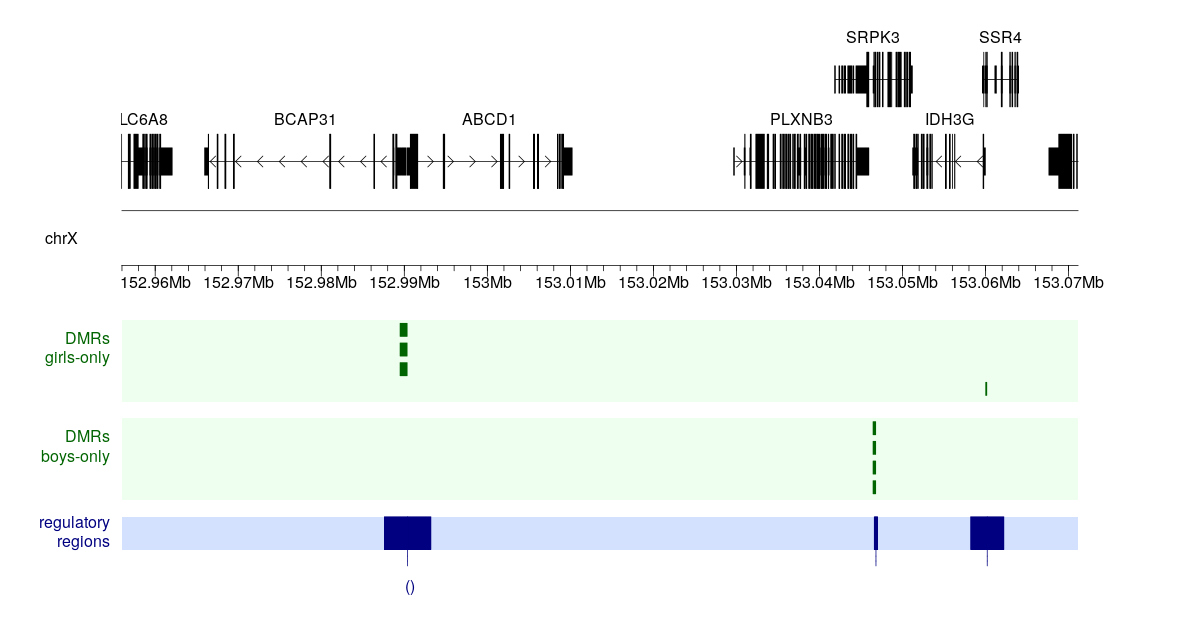 SRPK3 SSR4
LC6A8 BCAP31 ABCD1 PLXNB3 IDH3G
chrX
152.96Mb 152.97Mb 152.98Mb 152.99Mb 153Mb 153.01Mb 153.02Mb 153.03Mb 153.04Mb 153.05Mb 153.06Mb 153.07Mb
DMRs
girls-only
DMRs
boys-only
regulatory
regions
()